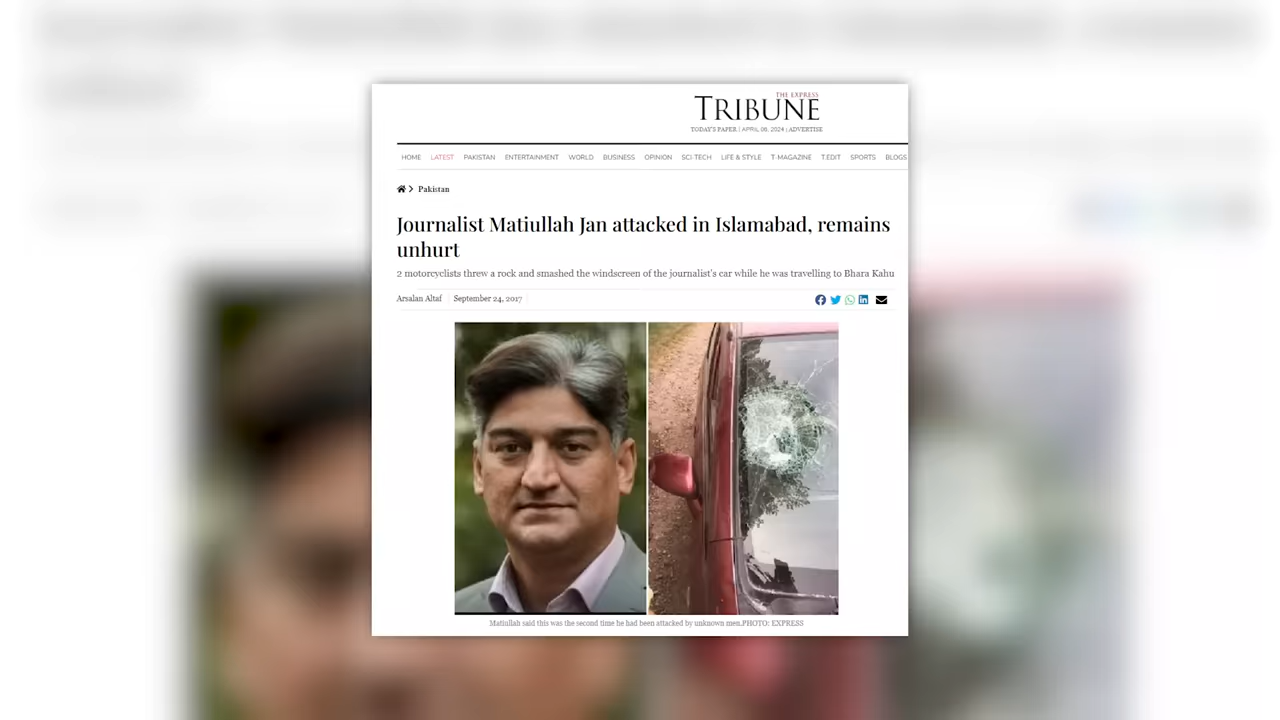 THE EXPRESS
TRIBUNE
TODAY'S PAPER | APRIL 06, 2024 | ADVERTISE
HOME LATEST PAKISTAN ENTERTAINMENT WORLD BUSINESS OPINION SCI-TECH LIFE & STYLE T-MAGAZINE T.EDIT SPORTS BLOGS
Pakistan
Journalist Matiullah Jan attacked in Islamabad, remains
unhurt
2 motorcyclists threw a rock and smashed the windscreen of the journalist's car while he was travelling to Bhara Kahu
Arsalan Altaf September 24, 2017
Matiullah said this was the second time he had been attacked by unknown men.PHOTO: EXPRESS